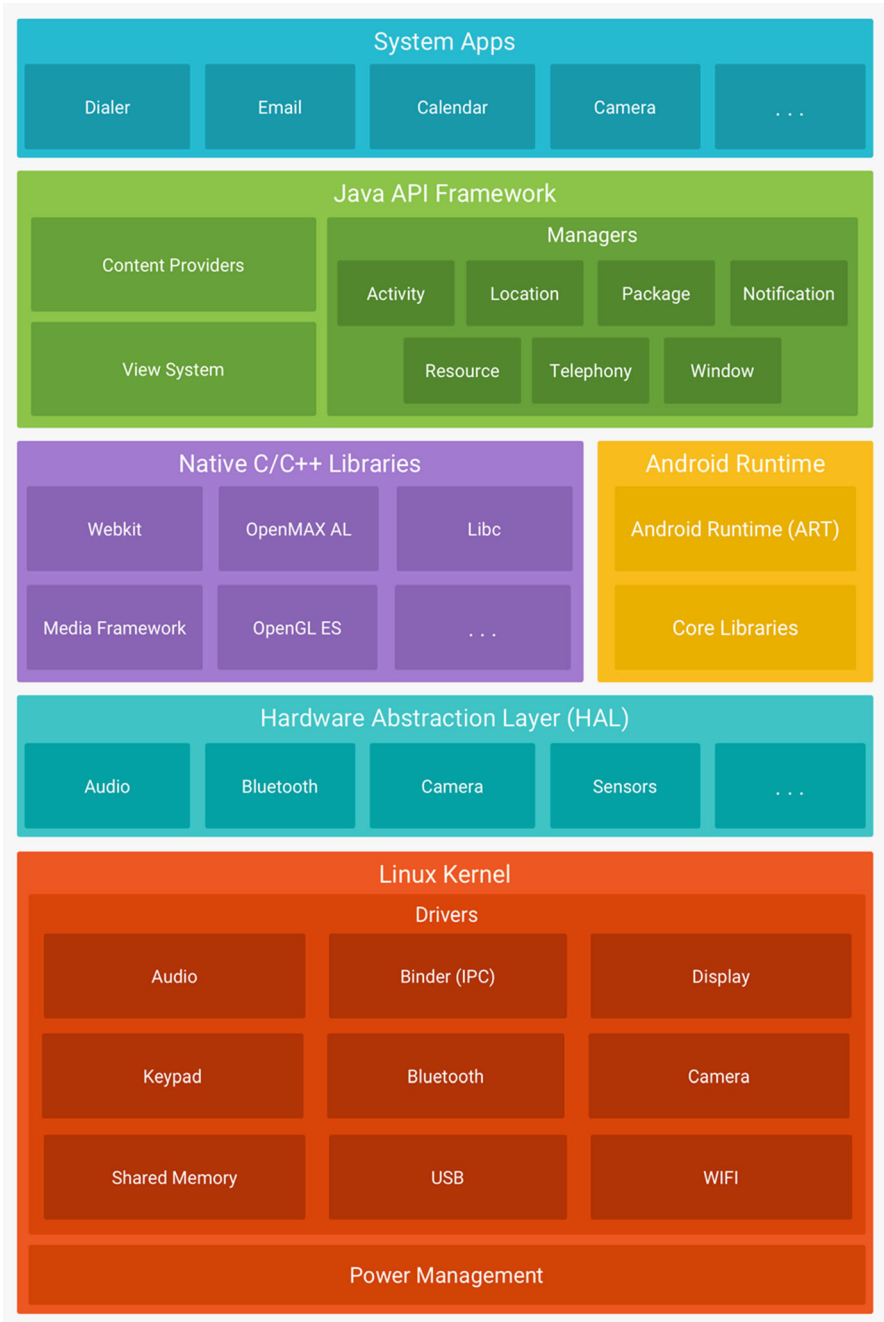 System Apps
Dialer Email Calendar Camera . . .
Java API Framework
Content Providers
View System
Managers
Activity Location Package Notification
Resource Telephony Window
Native C/C++ Libraries
Webkit OpenMAX AL Libc
Media Framework OpenGL ES . . .
Android Runtime
Android Runtime (ART)
Core Libraries
Hardware Abstraction Layer (HAL)
Audio Bluetooth Camera Sensors . . .
Linux Kernel
Drivers
Audio Binder (IPC) Display
Keypad Bluetooth Camera
Shared Memory USB WIFI
Power Management